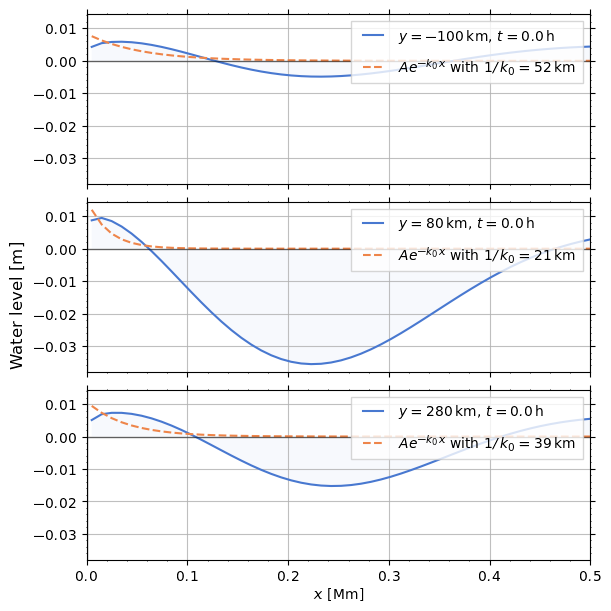 0.01
0.00
−0.01
−0.02
−0.03
y = −100 km, t = 0.0 h
Ae^{−k₀x} with 1/k₀ = 52 km
0.01
0.00
−0.01
−0.02
−0.03
y = 80 km, t = 0.0 h
Ae^{−k₀x} with 1/k₀ = 21 km
Water level [m]
0.01
0.00
−0.01
−0.02
−0.03
y = 280 km, t = 0.0 h
Ae^{−k₀x} with 1/k₀ = 39 km
0.0 0.1 0.2 0.3 0.4 0.5
x [Mm]